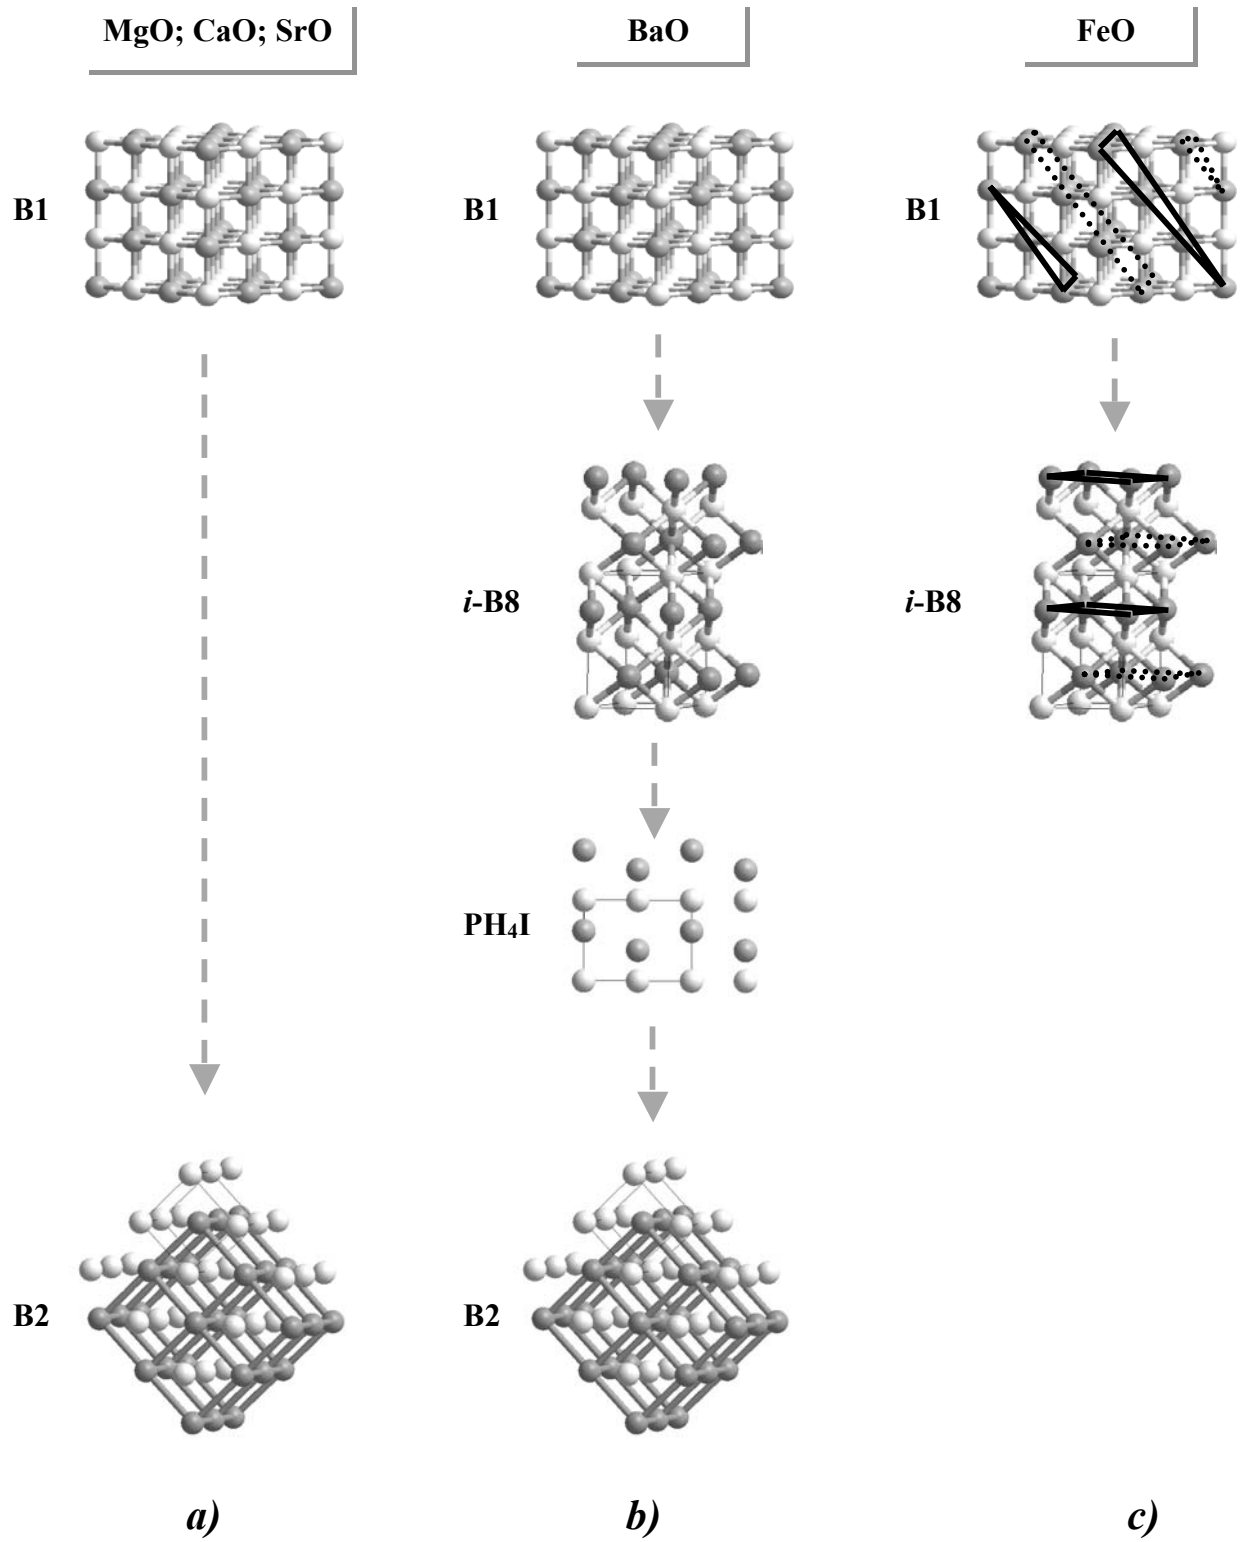 MgO; CaO; SrO BaO FeO
B1 B1 B1
i-B8 i-B8
PH₄I
B2 B2
a) b) c)